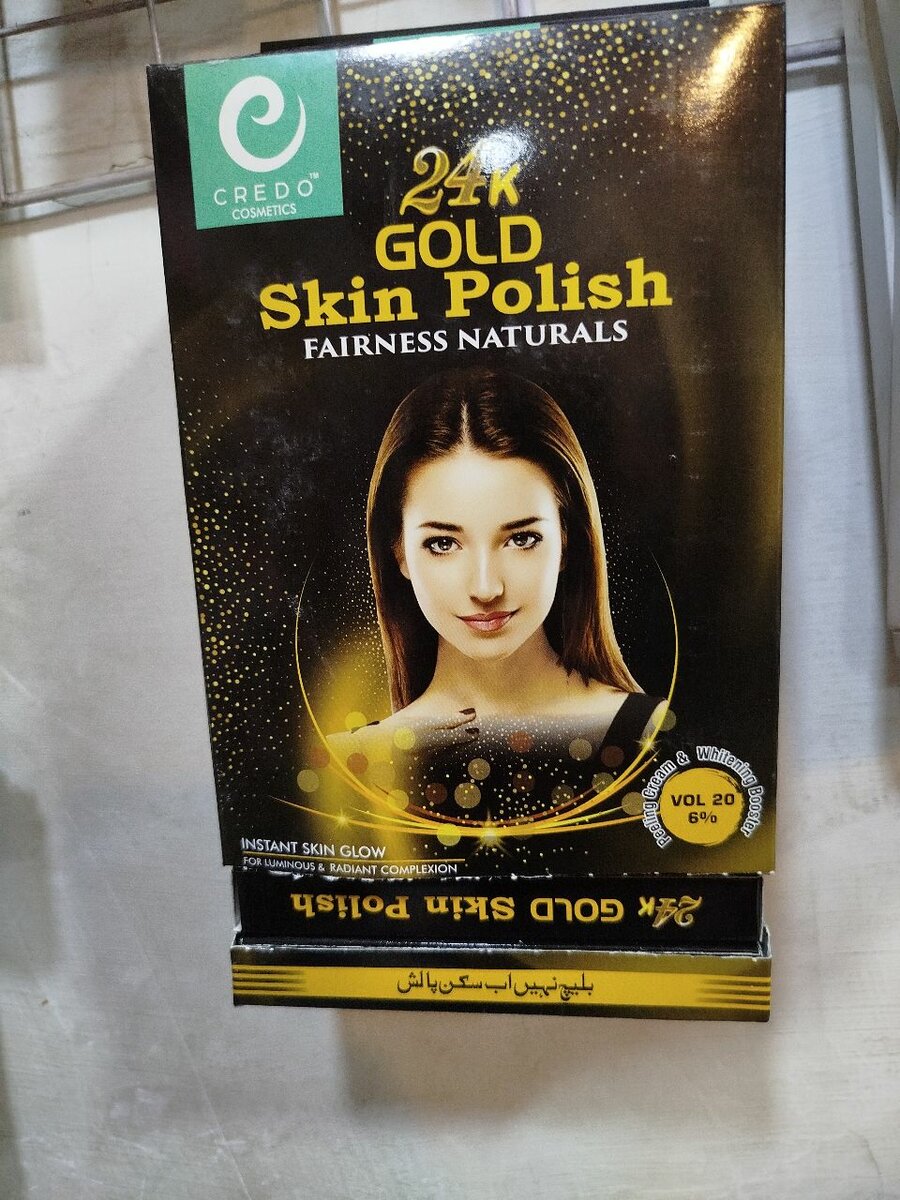 CREDO™
COSMETICS
24K
GOLD
Skin Polish
FAIRNESS NATURALS
Peeling Cream & Whitening Booster
VOL 20
6%
INSTANT SKIN GLOW
FOR LUMINOUS & RADIANT COMPLEXION
24K GOLD Skin Polish
بلیچ نہیں اب سکن پالش